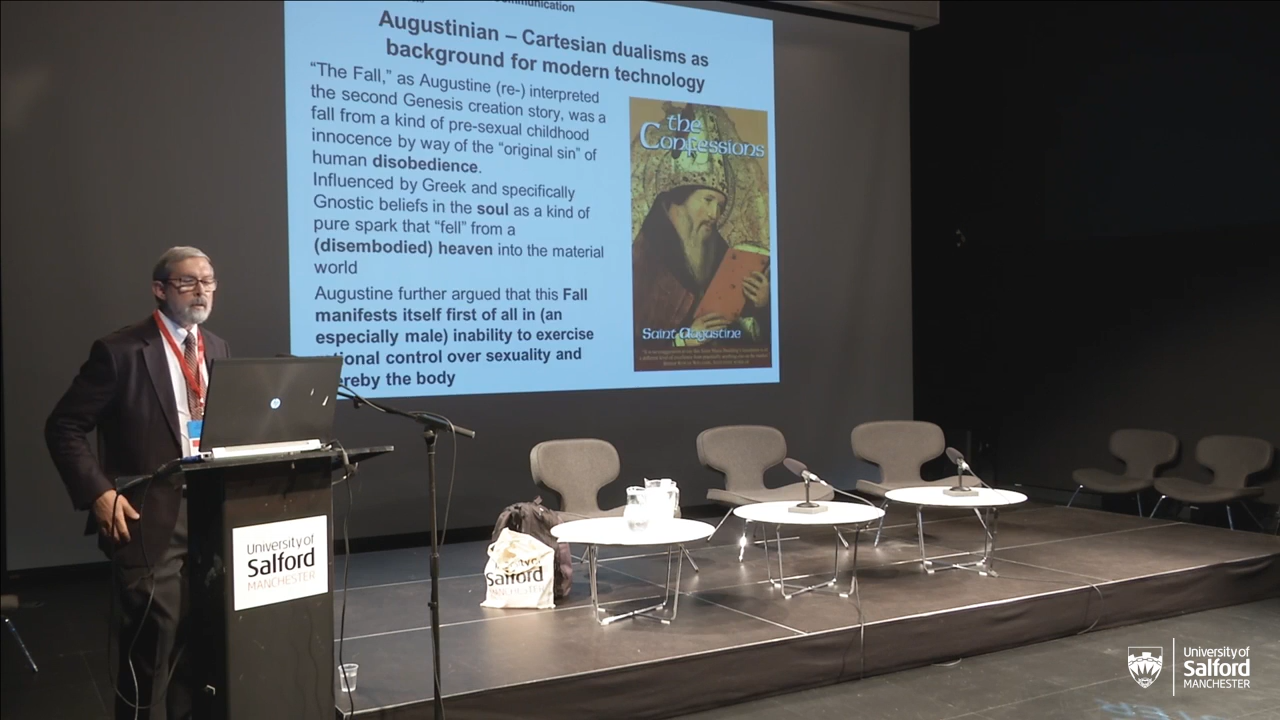 Augustinian – Cartesian dualisms as
background for modern technology
“The Fall,” as Augustine (re-) interpreted
the second Genesis creation story, was a
fall from a kind of pre-sexual childhood
innocence by way of the “original sin” of
human disobedience.
Influenced by Greek and specifically
Gnostic beliefs in the soul as a kind of
pure spark that “fell” from a
(disembodied) heaven into the material
world
Augustine further argued that this Fall
manifests itself first of all in (an
especially male) inability to exercise
control over sexuality and
the body
the
Confessions
Saint Augustine
University of
Salford
MANCHESTER
Salford
MANCHESTER
University of
Salford
MANCHESTER